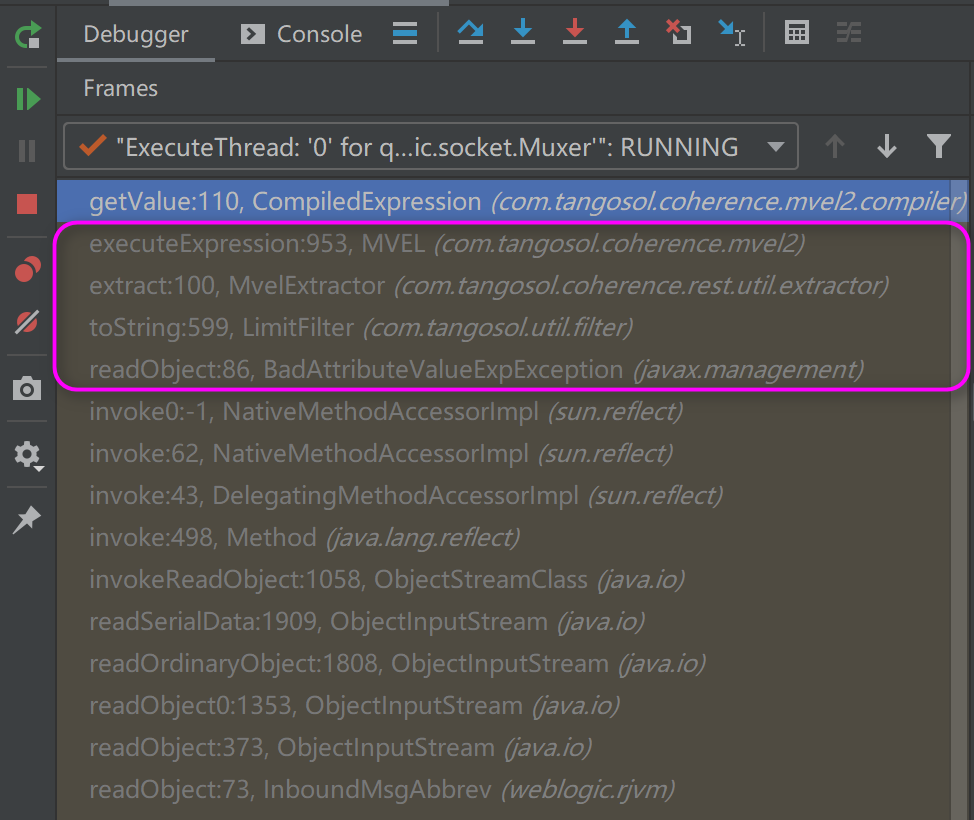 Debugger Console
Frames
"ExecuteThread: '0' for q...ic.socket.Muxer'": RUNNING
getValue:110, CompiledExpression (com.tangosol.coherence.mvel2.compiler)
executeExpression:953, MVEL (com.tangosol.coherence.mvel2)
extract:100, MvelExtractor (com.tangosol.coherence.rest.util.extractor)
toString:599, LimitFilter (com.tangosol.util.filter)
readObject:86, BadAttributeValueExpException (javax.management)
invoke0:-1, NativeMethodAccessorImpl (sun.reflect)
invoke:62, NativeMethodAccessorImpl (sun.reflect)
invoke:43, DelegatingMethodAccessorImpl (sun.reflect)
invoke:498, Method (java.lang.reflect)
invokeReadObject:1058, ObjectStreamClass (java.io)
readSerialData:1909, ObjectInputStream (java.io)
readOrdinaryObject:1808, ObjectInputStream (java.io)
readObject0:1353, ObjectInputStream (java.io)
readObject:373, ObjectInputStream (java.io)
readObject:73, InboundMsgAbbrev (weblogic.rjvm)